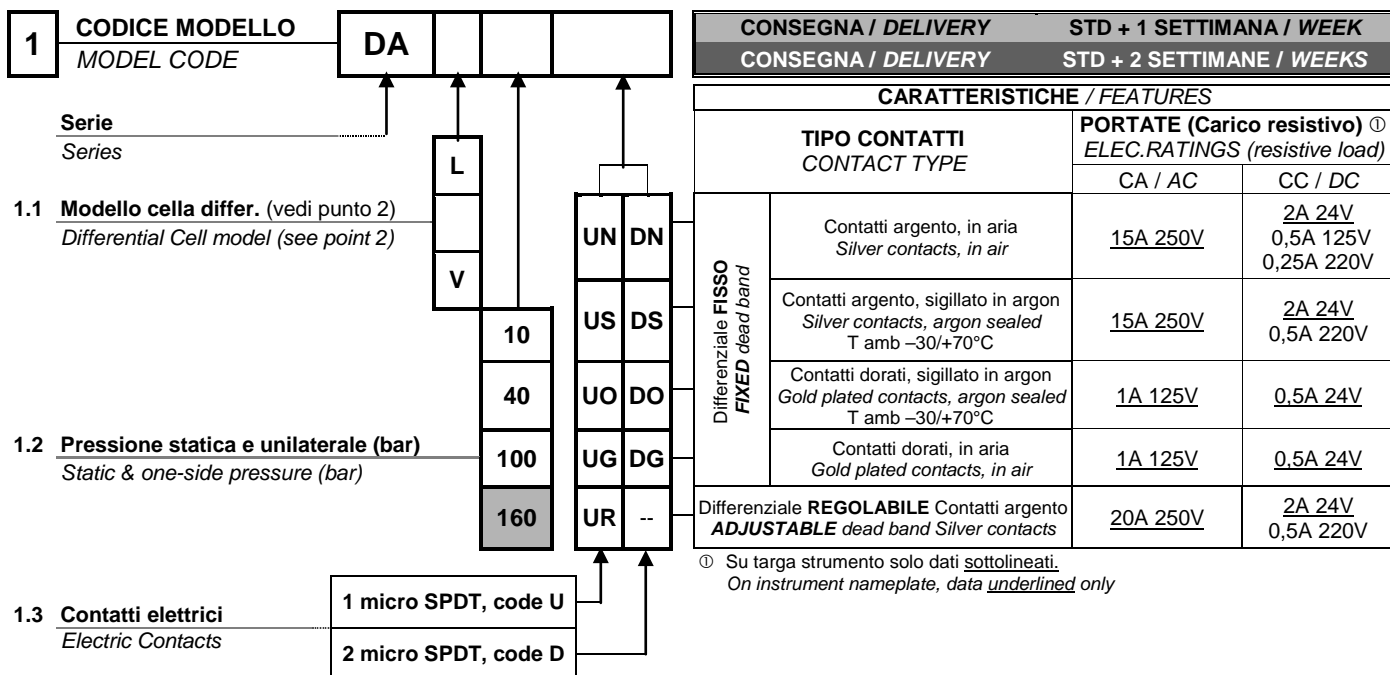 1 CODICE MODELLO
MODEL CODE
DA
CONSEGNA / DELIVERY STD + 1 SETTIMANA / WEEK
CONSEGNA / DELIVERY STD + 2 SETTIMANE / WEEKS
CARATTERISTICHE / FEATURES
TIPO CONTATTI
CONTACT TYPE
PORTATE (Carico resistivo) ①
ELEC.RATINGS (resistive load)
CA / AC CC / DC
Serie
Series
1.1 Modello cella differ. (vedi punto 2)
Differential Cell model (see point 2)
L
V
1.2 Pressione statica e unilaterale (bar)
Static & one-side pressure (bar)
10
40
100
160
UN DN
US DS
UO DO
UG DG
UR --
Differenziale FISSO
FIXED dead band
Contatti argento, in aria
Silver contacts, in air
15A 250V
2A 24V
0,5A 125V
0,25A 220V
Contatti argento, sigillato in argon
Silver contacts, argon sealed
T amb –30/+70°C
15A 250V
2A 24V
0,5A 220V
Contatti dorati, sigillato in argon
Gold plated contacts, argon sealed
T amb –30/+70°C
1A 125V
0,5A 24V
Contatti dorati, in aria
Gold plated contacts, in air
1A 125V
0,5A 24V
Differenziale REGOLABILE Contatti argento
ADJUSTABLE dead band Silver contacts
20A 250V
2A 24V
0,5A 220V
① Su targa strumento solo dati sottolineati.
On instrument nameplate, data underlined only
1.3 Contatti elettrici
Electric Contacts
1 micro SPDT, code U
2 micro SPDT, code D